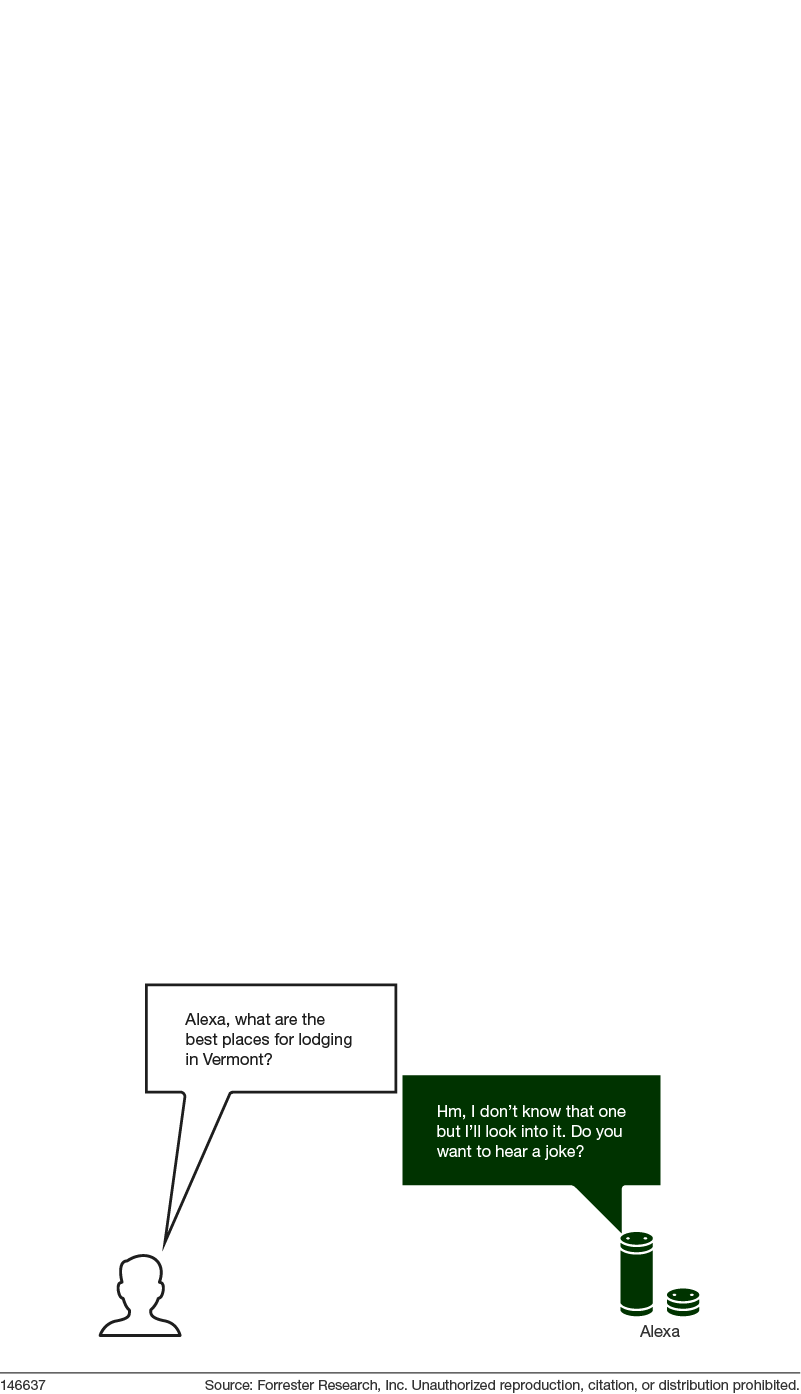 Alexa, what are the
best places for lodging
in Vermont?
Hm, I don’t know that one
but I’ll look into it. Do you
want to hear a joke?
Alexa
146637 Source: Forrester Research, Inc. Unauthorized reproduction, citation, or distribution prohibited.